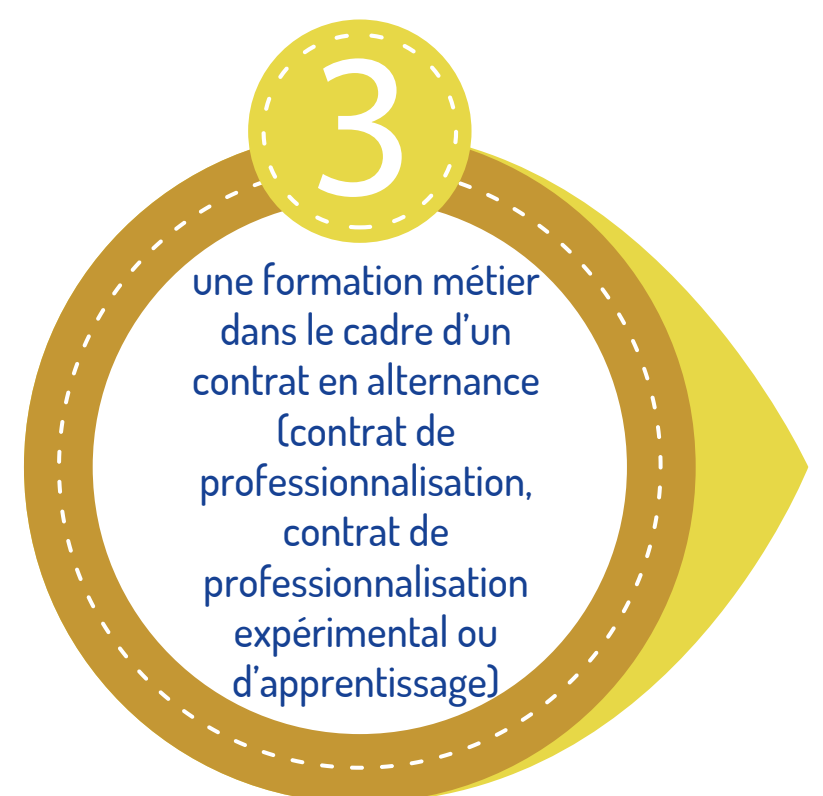 3
une formation métier
dans le cadre d’un
contrat en alternance
(contrat de
professionnalisation,
contrat de
professionnalisation
expérimental ou
d’apprentissage)